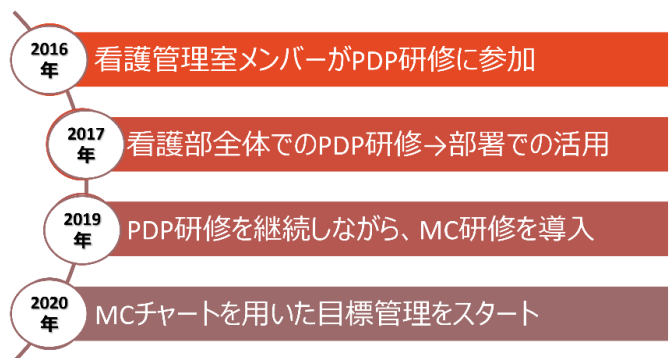 2016
年
看護管理室メンバーがPDP研修に参加
2017
年
看護部全体でのPDP研修→部署での活用
2019
年
PDP研修を継続しながら、MC研修を導入
2020
年
MCチャートを用いた目標管理をスタート